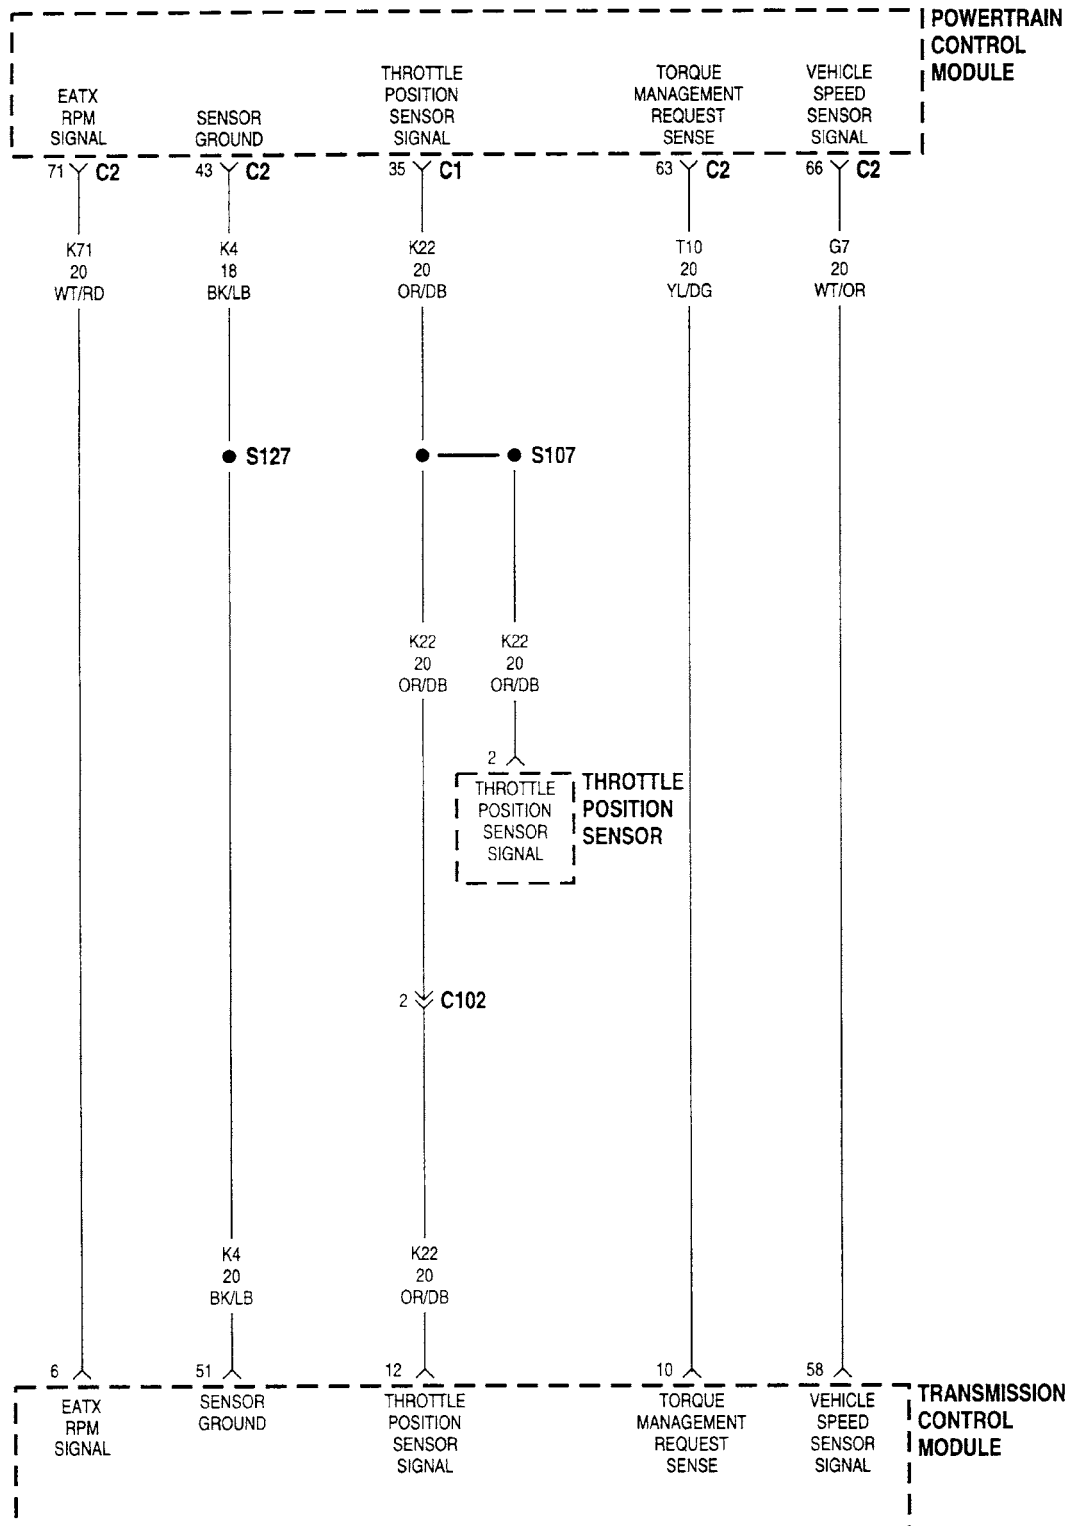 POWERTRAIN
CONTROL
MODULE
EATX
RPM
SIGNAL
SENSOR
GROUND
THROTTLE
POSITION
SENSOR
SIGNAL
TORQUE
MANAGEMENT
REQUEST
SENSE
VEHICLE
SPEED
SENSOR
SIGNAL
71 C2
43 C2
35 C1
63 C2
66 C2
K71
20
WT/RD
K4
18
BK/LB
K22
20
OR/DB
T10
20
YL/DG
G7
20
WT/OR
S127
S107
K22
20
OR/DB
K22
20
OR/DB
2
THROTTLE
POSITION
SENSOR
SIGNAL
THROTTLE
POSITION
SENSOR
2 C102
K4
20
BK/LB
K22
20
OR/DB
6
51
12
10
58
EATX
RPM
SIGNAL
SENSOR
GROUND
THROTTLE
POSITION
SENSOR
SIGNAL
TORQUE
MANAGEMENT
REQUEST
SENSE
VEHICLE
SPEED
SENSOR
SIGNAL
TRANSMISSION
CONTROL
MODULE